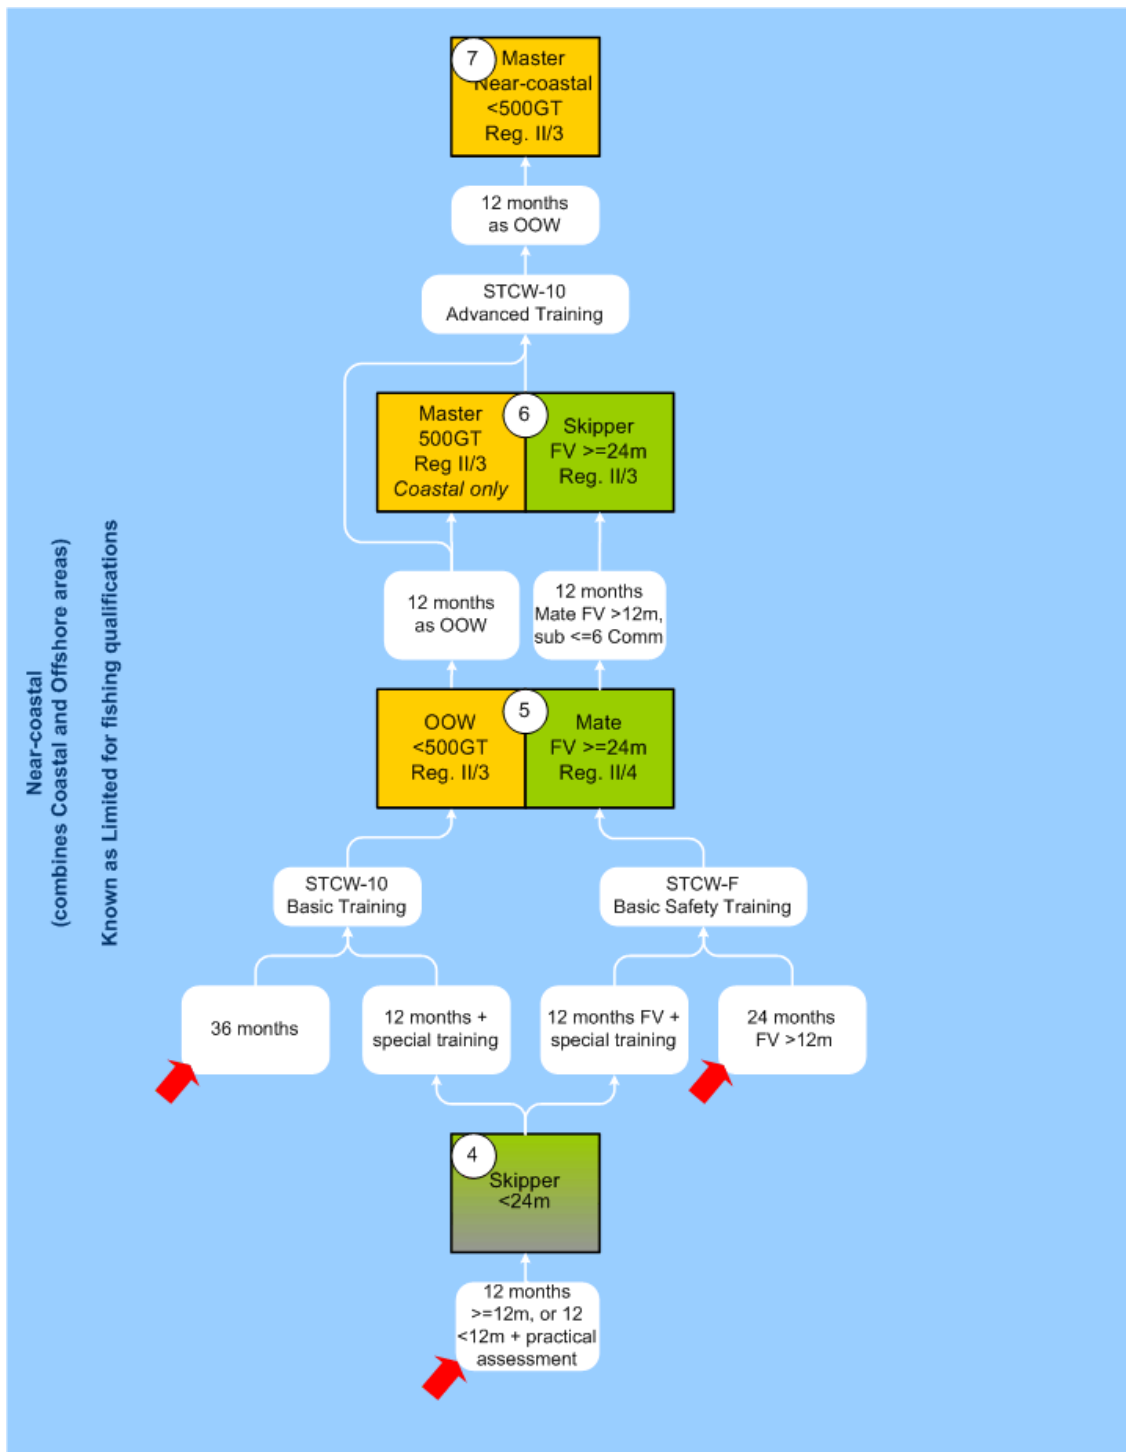 7
Master
Near-coastal
<500GT
Reg. II/3
12 months
as OOW
STCW-10
Advanced Training
Master
500GT
Reg II/3
Coastal only
6
Skipper
FV >=24m
Reg. II/3
12 months
as OOW
12 months
Mate FV >12m,
sub <=6 Comm
OOW
<500GT
Reg. II/3
5
Mate
FV >=24m
Reg. II/4
STCW-10
Basic Training
STCW-F
Basic Safety Training
36 months
12 months +
special training
12 months FV +
special training
24 months
FV >12m
4
Skipper
<24m
12 months
>=12m, or 12
<12m + practical
assessment
Near-coastal
(combines Coastal and Offshore areas)
Known as Limited for fishing qualifications